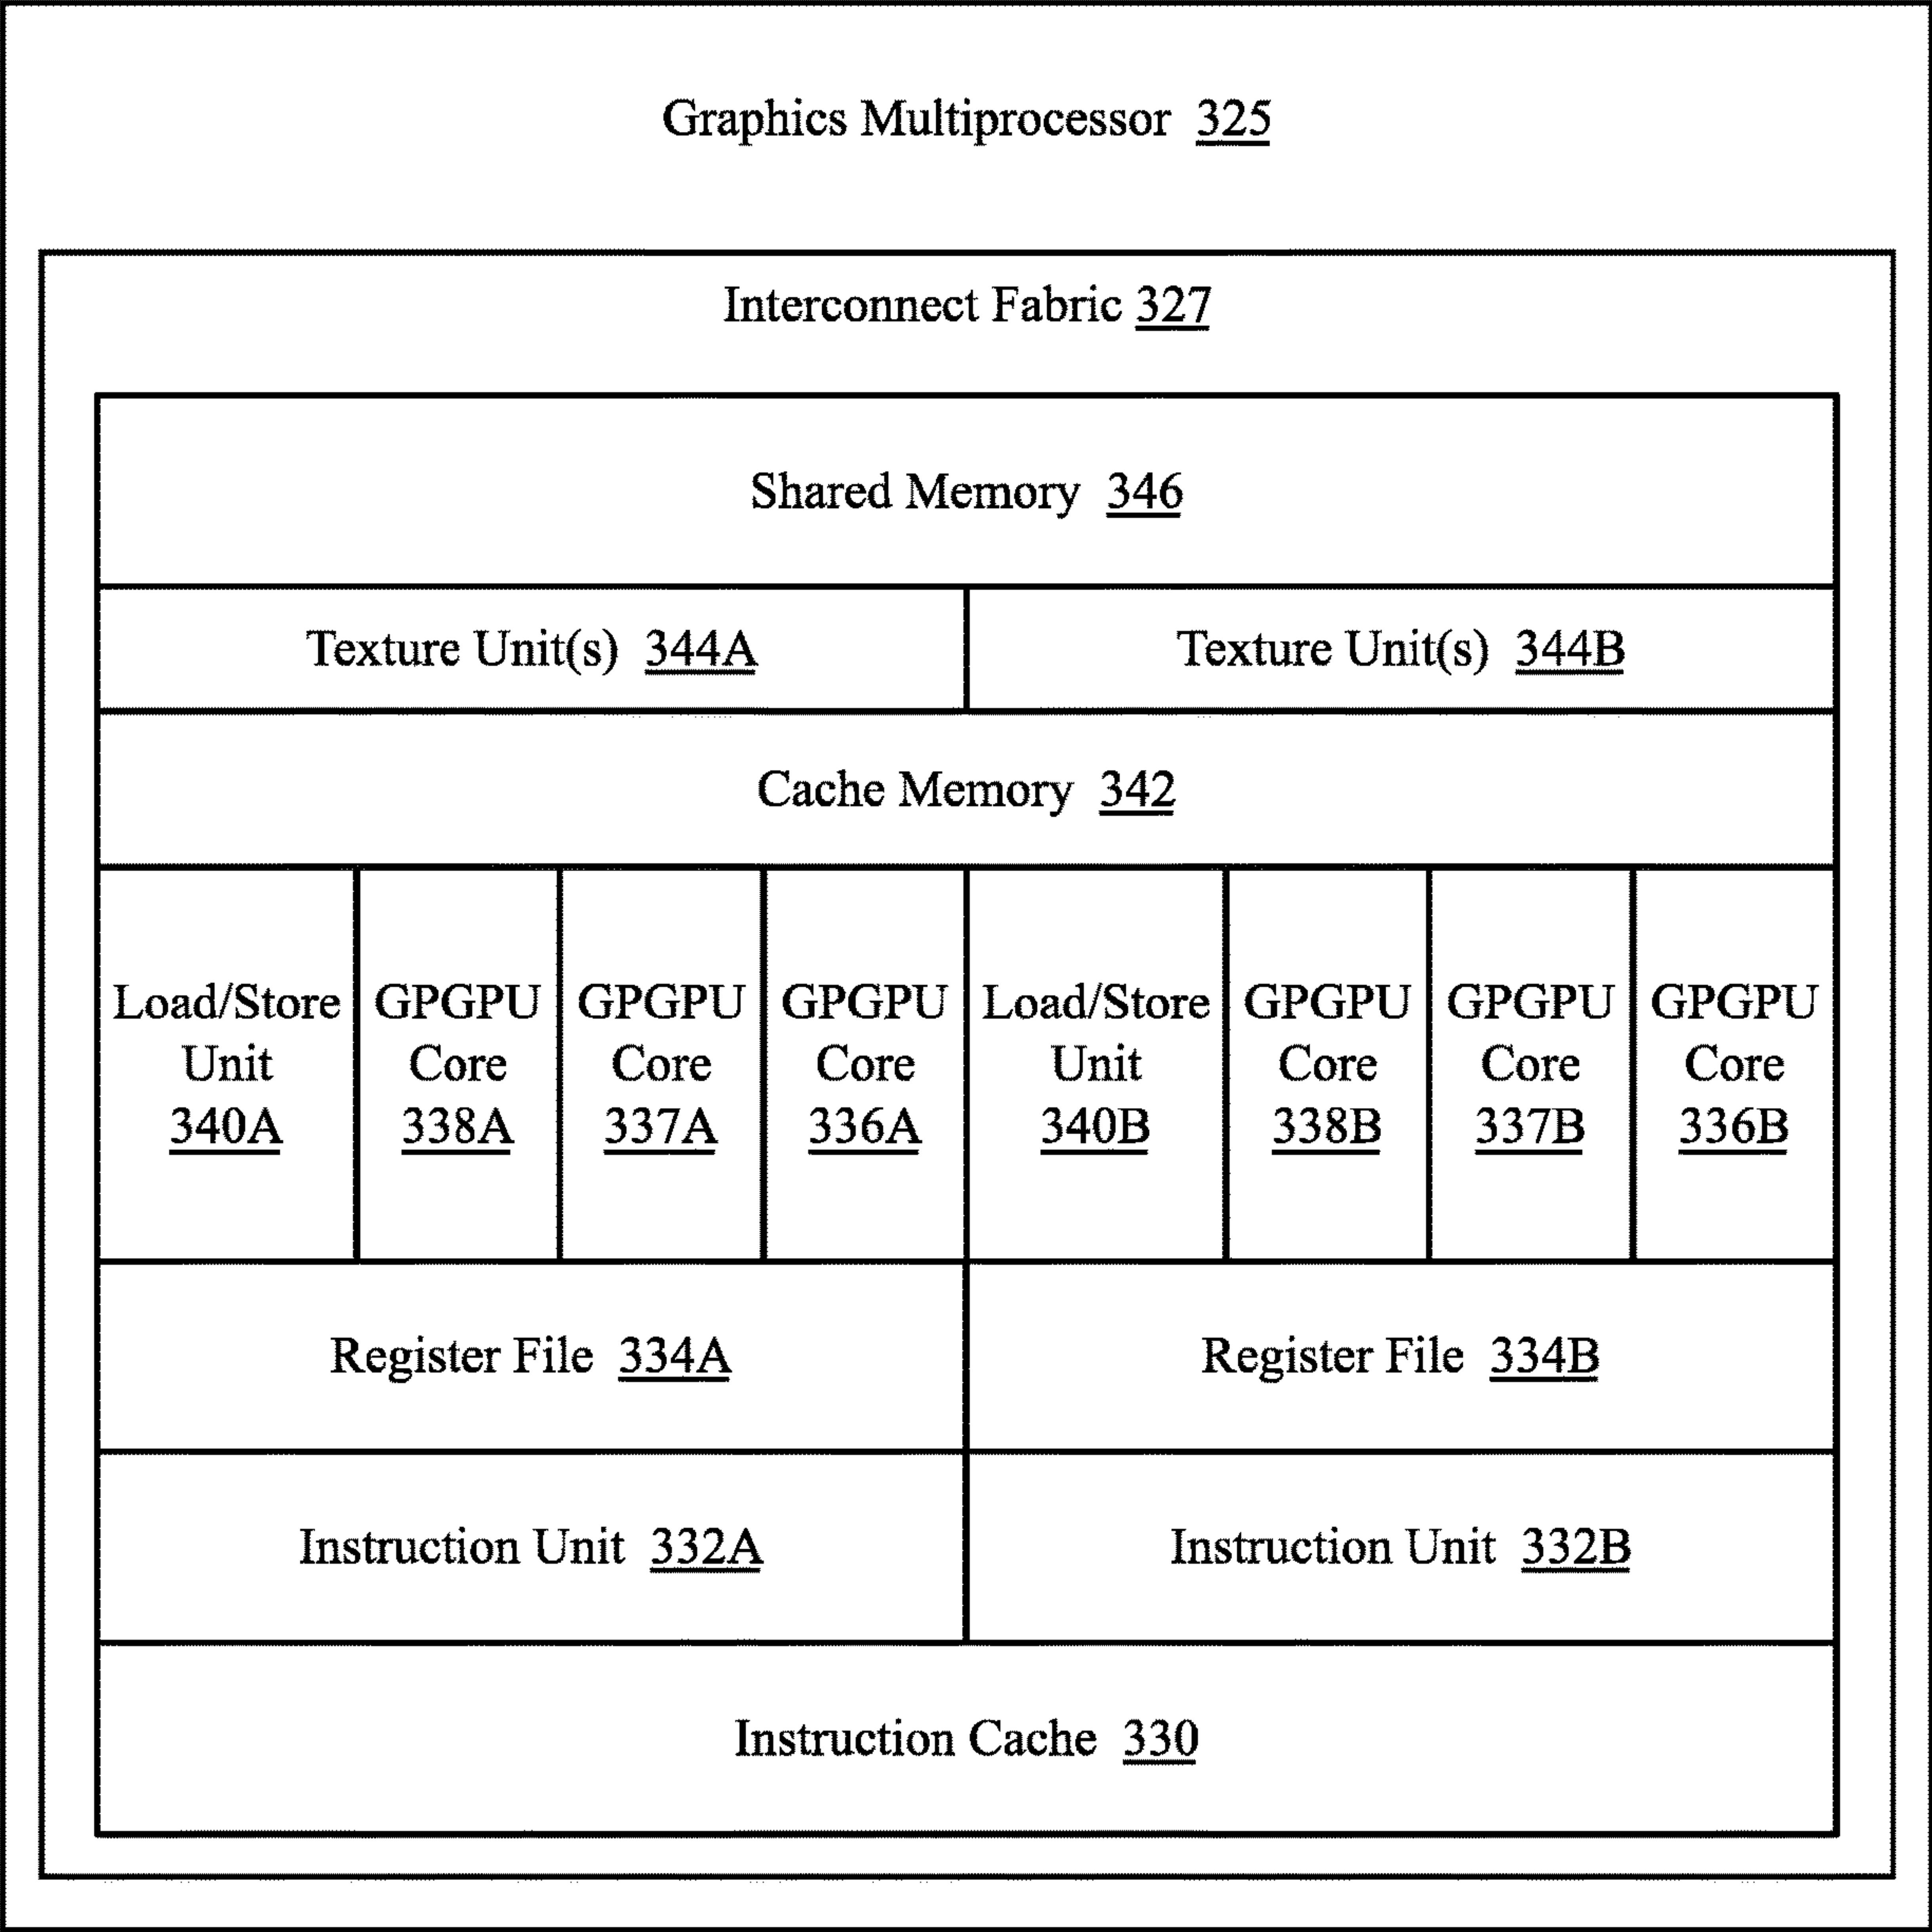 Graphics Multiprocessor 325
Interconnect Fabric 327
Shared Memory 346
Texture Unit(s) 344A
Texture Unit(s) 344B
Cache Memory 342
Load/Store
Unit
340A
GPGPU
Core
338A
GPGPU
Core
337A
GPGPU
Core
336A
Load/Store
Unit
340B
GPGPU
Core
338B
GPGPU
Core
337B
GPGPU
Core
336B
Register File 334A
Register File 334B
Instruction Unit 332A
Instruction Unit 332B
Instruction Cache 330